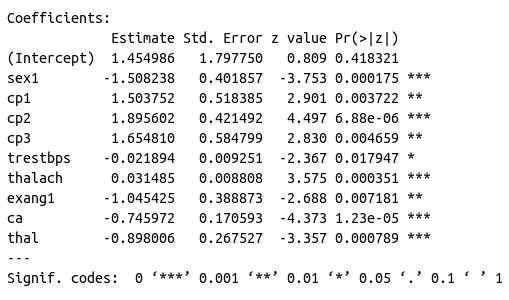 Coefficients:
             Estimate Std. Error z value Pr(>|z|)
(Intercept)  1.454986   1.797750   0.809 0.418321
sex1        -1.508238   0.401857  -3.753 0.000175 ***
cp1          1.503752   0.518385   2.901 0.003722 **
cp2          1.895602   0.421492   4.497 6.88e-06 ***
cp3          1.654810   0.584799   2.830 0.004659 **
trestbps    -0.021894   0.009251  -2.367 0.017947 *
thalach      0.031485   0.008808   3.575 0.000351 ***
exang1      -1.045425   0.388873  -2.688 0.007181 **
ca          -0.745972   0.170593  -4.373 1.23e-05 ***
thal        -0.898006   0.267527  -3.357 0.000789 ***
---
Signif. codes:  0 ‘***’ 0.001 ‘**’ 0.01 ‘*’ 0.05 ‘.’ 0.1 ‘ ’ 1